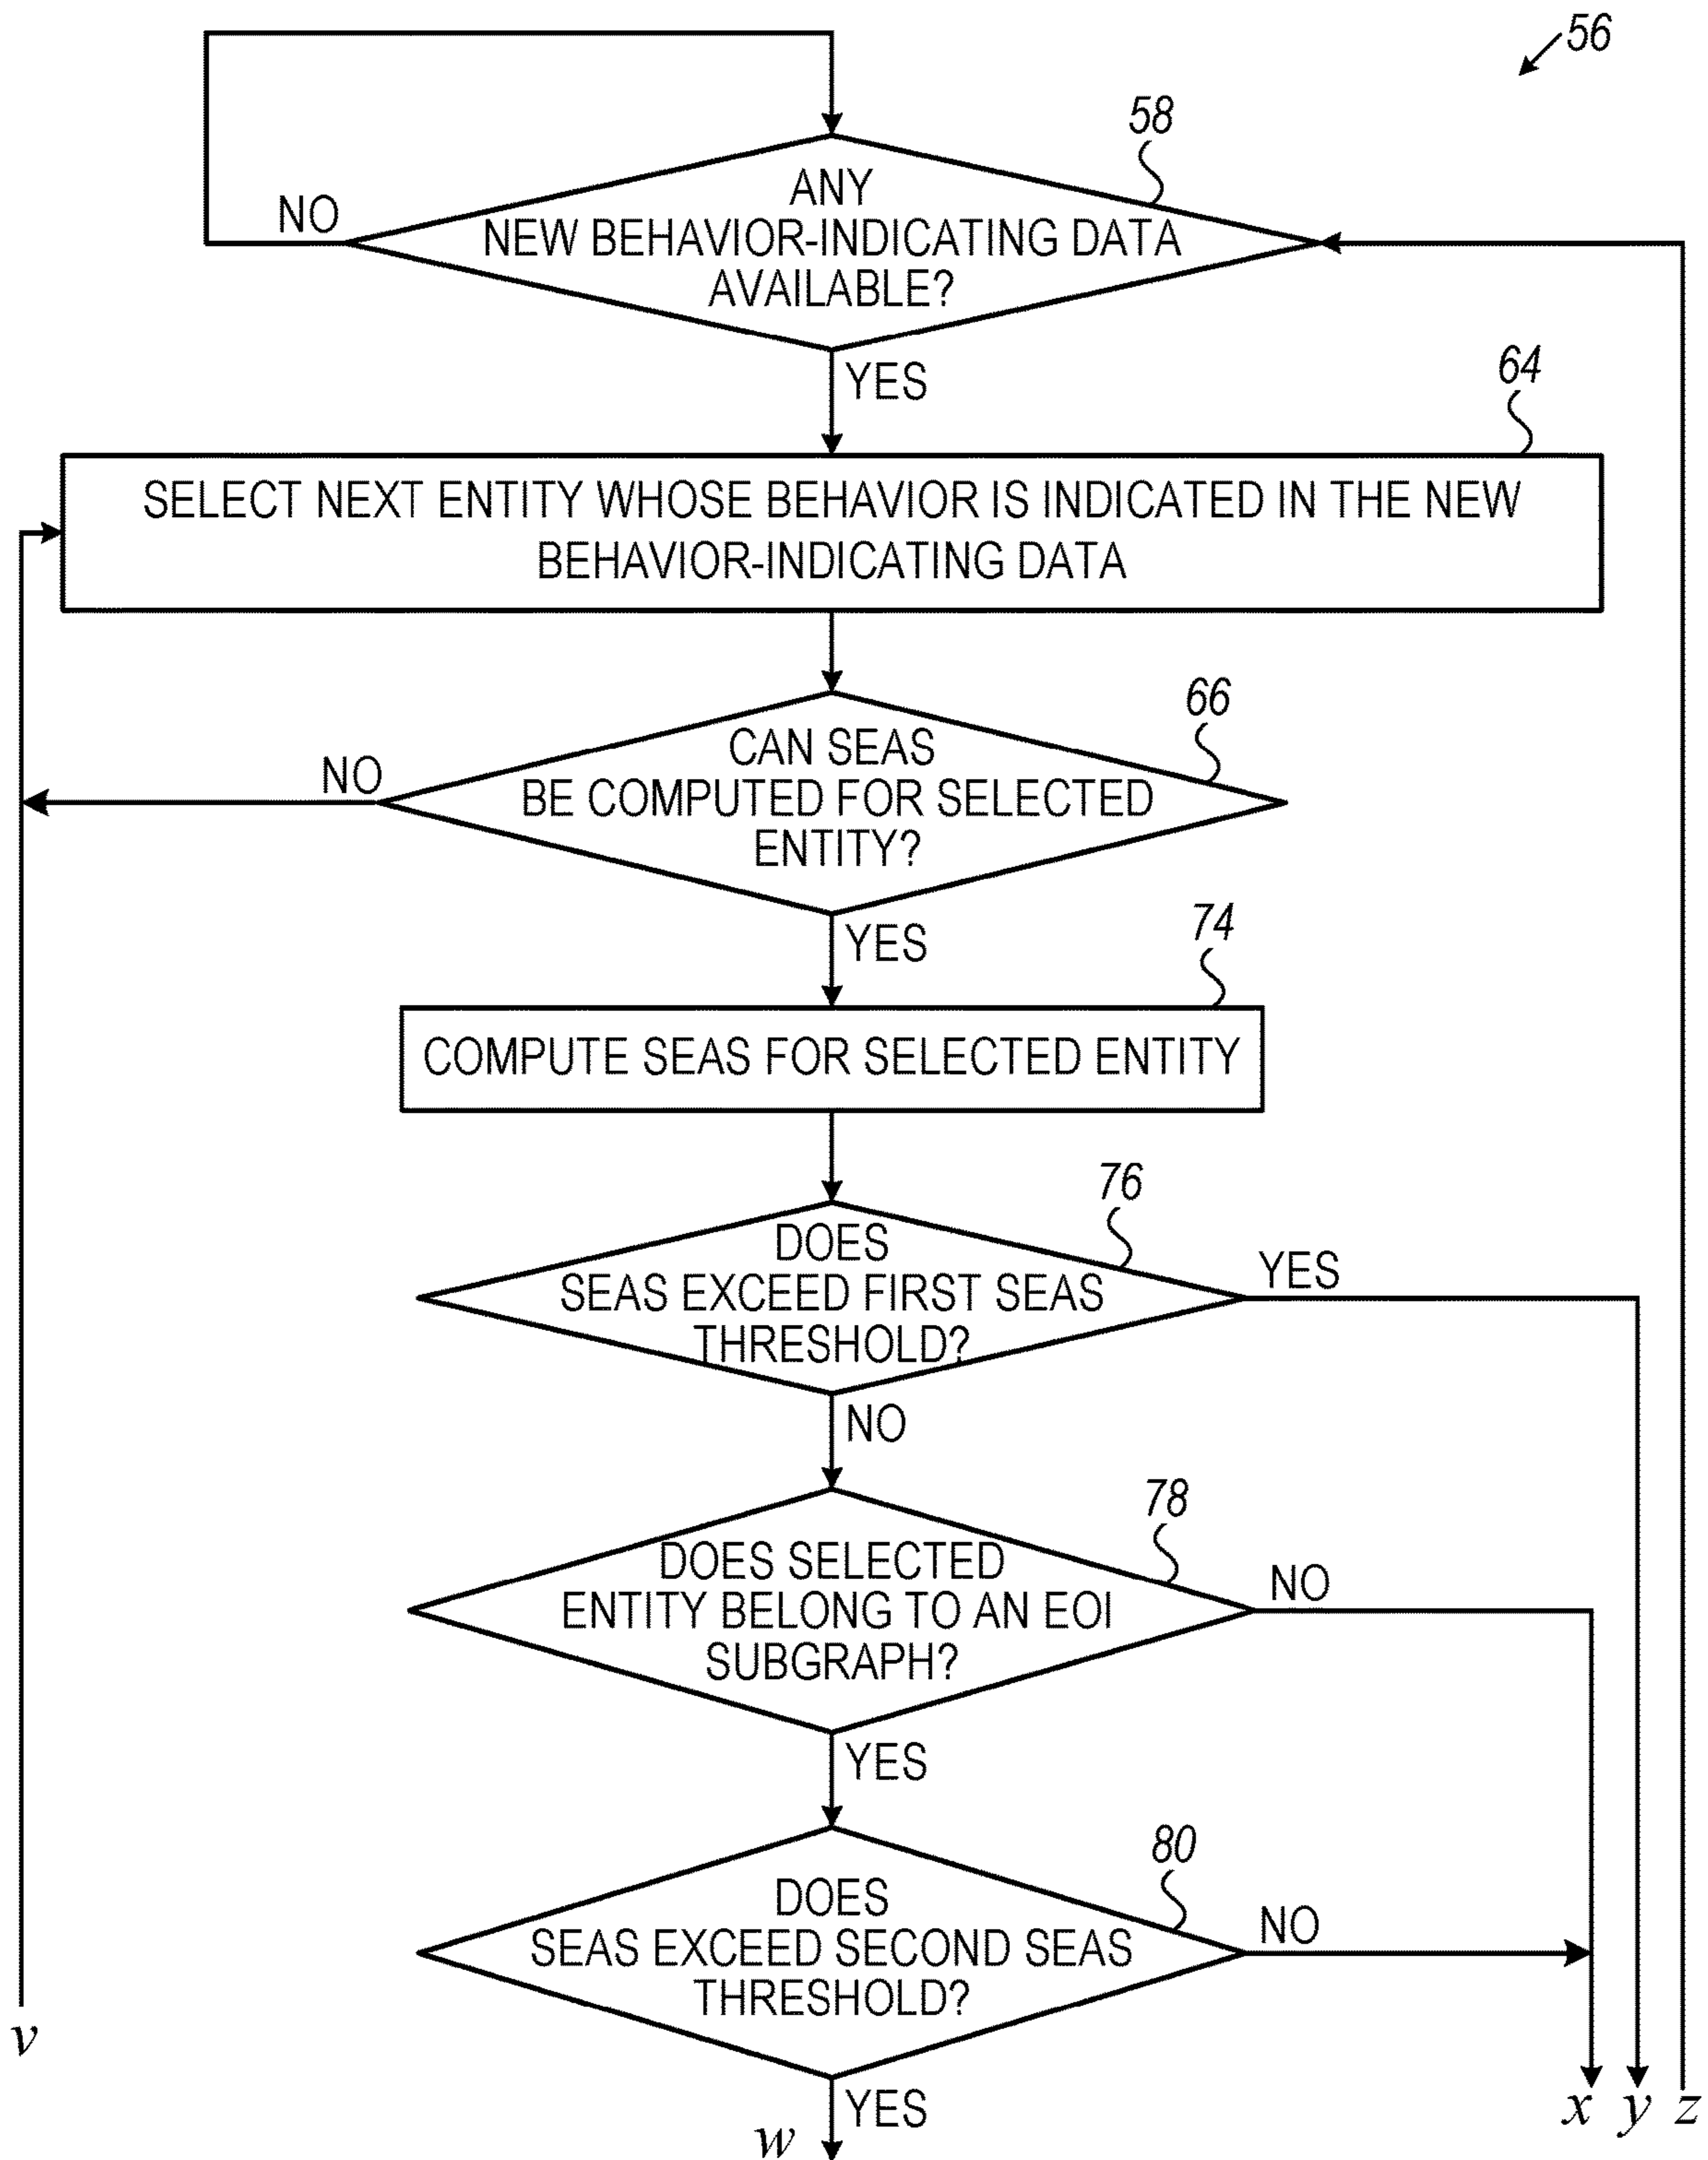 56
58
ANY
NEW BEHAVIOR-INDICATING DATA
AVAILABLE?
NO
YES
64
SELECT NEXT ENTITY WHOSE BEHAVIOR IS INDICATED IN THE NEW
BEHAVIOR-INDICATING DATA
66
CAN SEAS
BE COMPUTED FOR SELECTED
ENTITY?
NO
YES
74
COMPUTE SEAS FOR SELECTED ENTITY
76
DOES
SEAS EXCEED FIRST SEAS
THRESHOLD?
YES
NO
78
DOES SELECTED
ENTITY BELONG TO AN EOI
SUBGRAPH?
NO
YES
80
DOES
SEAS EXCEED SECOND SEAS
THRESHOLD?
NO
YES
v
w
x
y
z